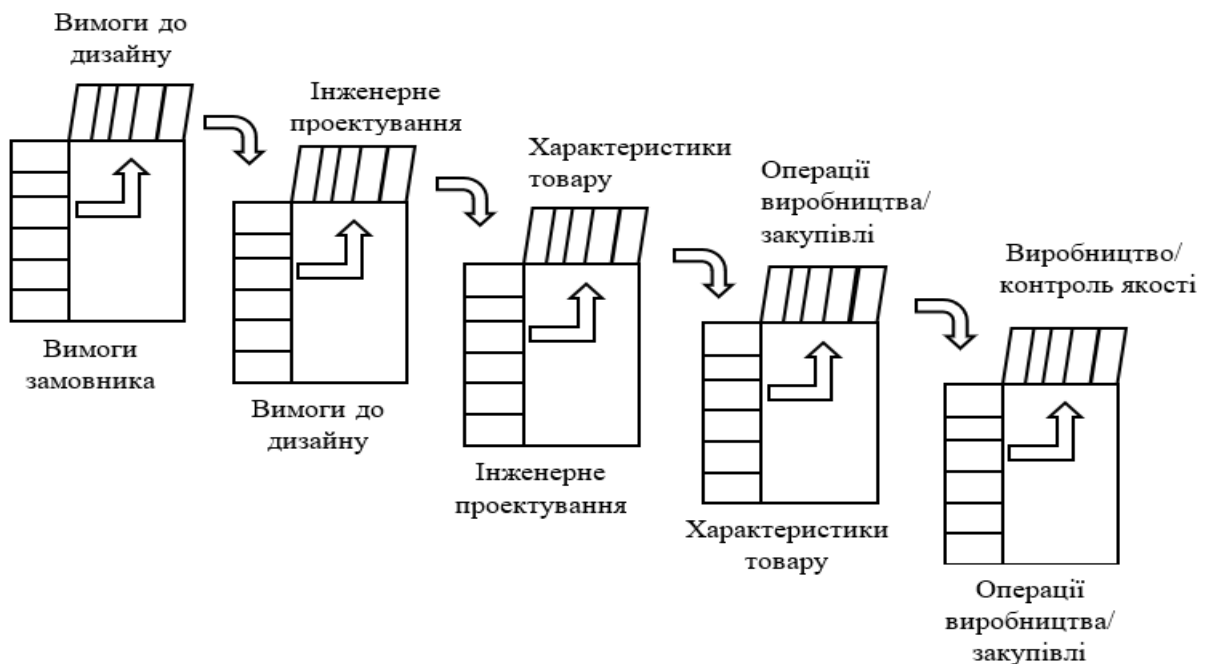 Вимоги до
дизайну
Інженерне
проектування
Характеристики
товару
Операції
виробництва/
закупівлі
Виробництво/
контроль якості
Вимоги
замовника
Вимоги до
дизайну
Інженерне
проектування
Характеристики
товару
Операції
виробництва/
закупівлі